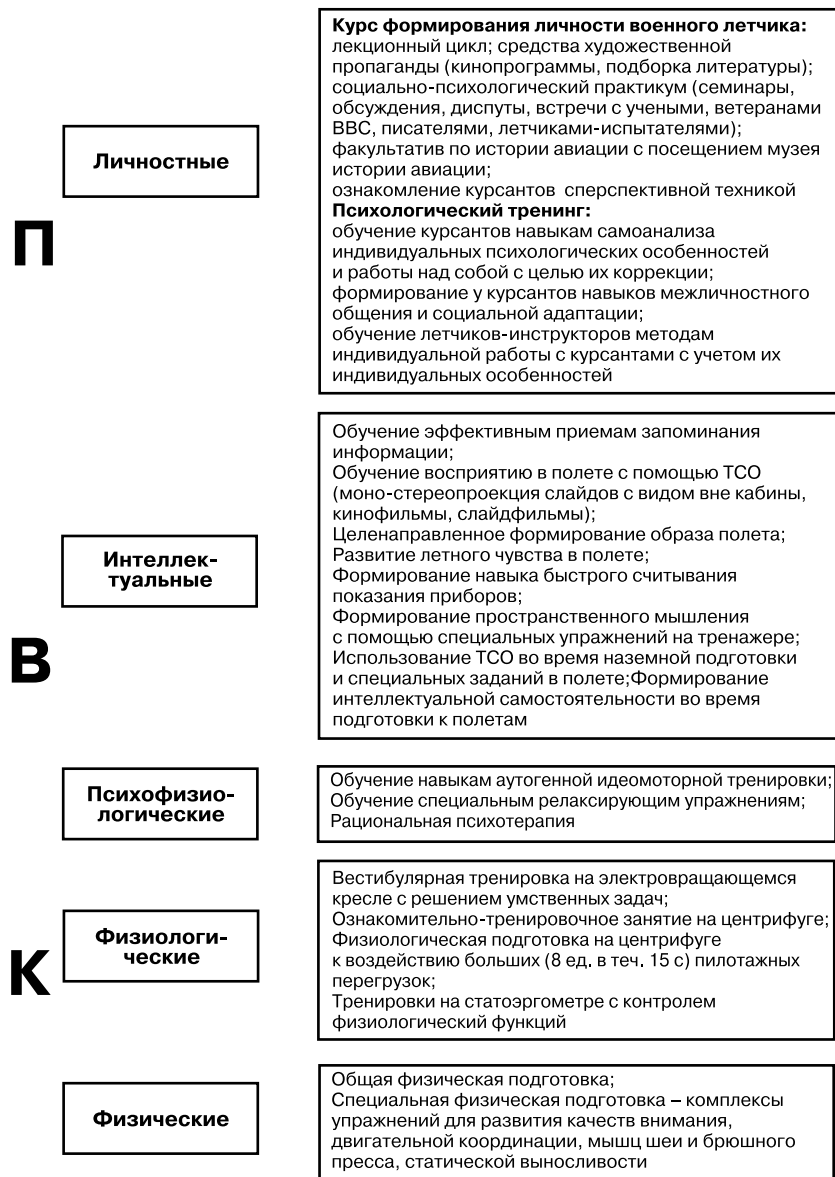 П
В
К
Личностные
Курс формирования личности военного летчика:
лекционный цикл; средства художественной
пропаганды (кинопрограммы, подборка литературы);
социально-психологический практикум (семинары,
обсуждения, диспуты, встречи с учеными, ветеранами
ВВС, писателями, летчиками-испытателями);
факультатив по истории авиации с посещением музея
истории авиации;
ознакомление курсантов сперспективной техникой
Психологический тренинг:
обучение курсантов навыкам самоанализа
индивидуальных психологических особенностей
и работы над собой с целью их коррекции;
формирование у курсантов навыков межличностного
общения и социальной адаптации;
обучение летчиков-инструкторов методам
индивидуальной работы с курсантами с учетом их
индивидуальных особенностей
Интеллек-
туальные
Обучение эффективным приемам запоминания
информации;
Обучение восприятию в полете с помощью ТСО
(моно-стереопроекция слайдов с видом вне кабины,
кинофильмы, слайдфильмы);
Целенаправленное формирование образа полета;
Развитие летного чувства в полете;
Формирование навыка быстрого считывания
показания приборов;
Формирование пространственного мышления
с помощью специальных упражнений на тренажере;
Использование ТСО во время наземной подготовки
и специальных заданий в полете;Формирование
интеллектуальной самостоятельности во время
подготовки к полетам
Психофизио-
логические
Обучение навыкам аутогенной идеомоторной тренировки;
Обучение специальным релаксирующим упражнениям;
Рациональная психотерапия
Физиологи-
ческие
Вестибулярная тренировка на электровращающемся
кресле с решением умственных задач;
Ознакомительно-тренировочное занятие на центрифуге;
Физиологическая подготовка на центрифуге
к воздействию больших (8 ед. в теч. 15 с) пилотажных
перегрузок;
Тренировки на статоэргометре с контролем
физиологический функций
Физические
Общая физическая подготовка;
Специальная физическая подготовка – комплексы
упражнений для развития качеств внимания,
двигательной координации, мышц шеи и брюшного
пресса, статической выносливости